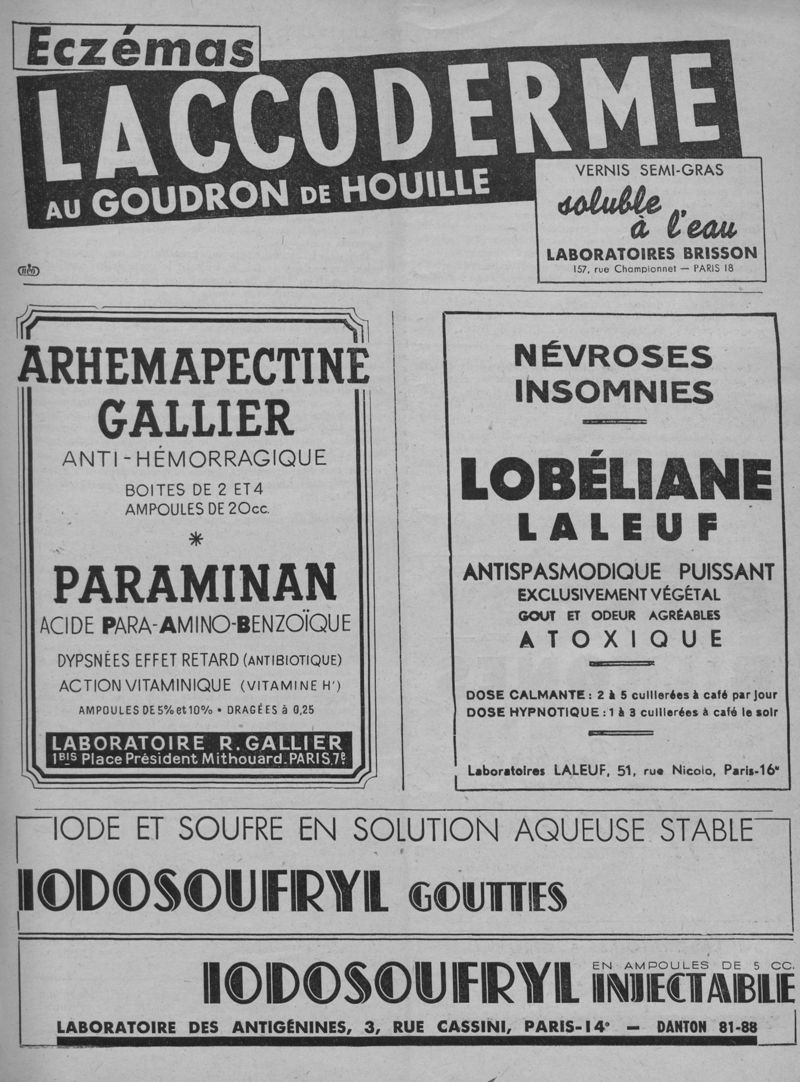 Eczémas
LACCODERME
AU GOUDRON DE HOUILLE
VERNIS SEMI-GRAS
soluble
à l'eau
LABORATOIRES BRISSON
157, rue Championnet — PARIS 18
ARHEMAPECTINE
GALLIER
ANTI-HÉMORRAGIQUE
BOITES DE 2 ET 4
AMPOULES DE 20cc.
*
PARAMINAN
ACIDE PARA-AMINO-BENZOÏQUE
DYPSNÉES EFFET RETARD (ANTIBIOTIQUE)
ACTION VITAMINIQUE (VITAMINE H')
AMPOULES DE 5% et 10% • DRAGÉES à 0,25
LABORATOIRE R. GALLIER
1BIS Place Président Mithouard. PARIS, 7e
NÉVROSES
INSOMNIES
LOBÉLIANE
LALEUF
ANTISPASMODIQUE PUISSANT
EXCLUSIVEMENT VÉGÉTAL
GOUT ET ODEUR AGRÉABLES
ATOXIQUE
DOSE CALMANTE : 2 à 5 cuillerées à café par jour
DOSE HYPNOTIQUE : 1 à 3 cuillerées à café le soir
Laboratoires LALEUF, 51, rue Nicolo, Paris-16e
IODE ET SOUFRE EN SOLUTION AQUEUSE STABLE
IODOSOUFRYL GOUTTES
IODOSOUFRYL EN AMPOULES DE 5 CC.
INJECTABLE
LABORATOIRE DES ANTIGÉNINES, 3, RUE CASSINI, PARIS-14e — DANTON 81-88